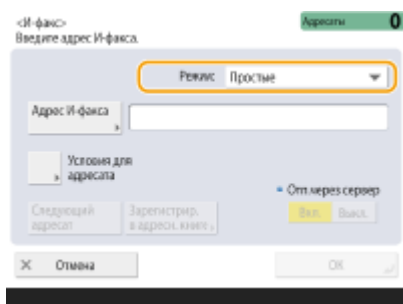 <И-факс>
Введите адрес И-факса.
Адресаты 0
Режим: Простые
Адрес И-факса
Условия для
адресата
Отп.через сервер
Следующий
адресат
Зарегистрир.
в адресн. книге
Вкл. Выкл.
Отмена
OK